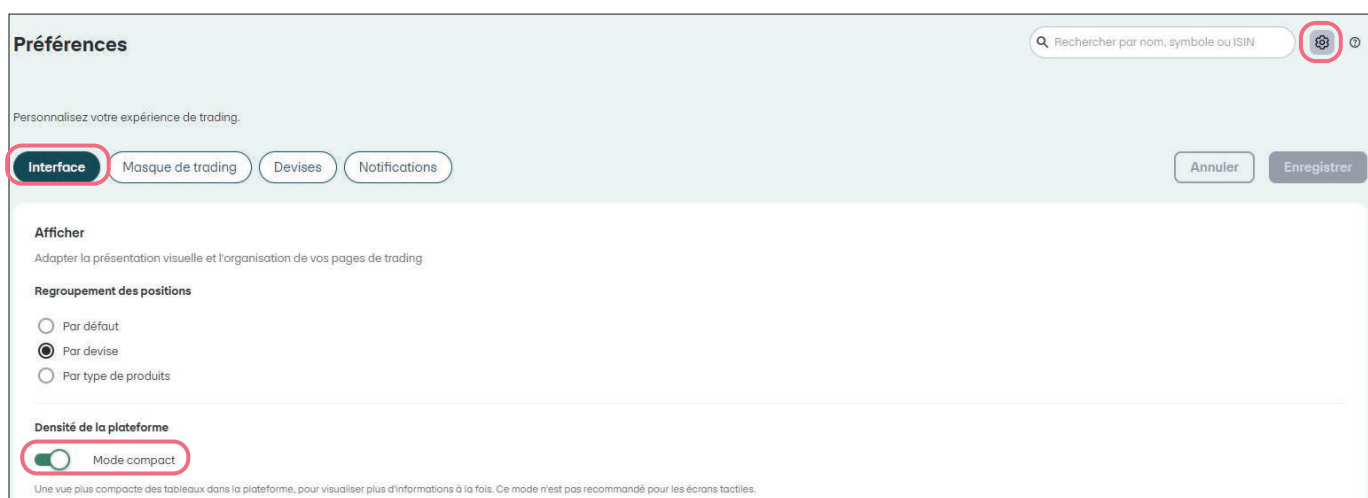 Préférences
Rechercher par nom, symbole ou ISIN
Personnalisez votre expérience de trading.
Interface Masque de trading Devises Notifications Annuler Enregistrer
Afficher
Adapter la présentation visuelle et l'organisation de vos pages de trading
Regroupement des positions
Par défaut
Par devise
Par type de produits
Densité de la plateforme
Mode compact
Une vue plus compacte des tableaux dans la plateforme, pour visualiser plus d'informations à la fois. Ce mode n'est pas recommandé pour les écrans tactiles.